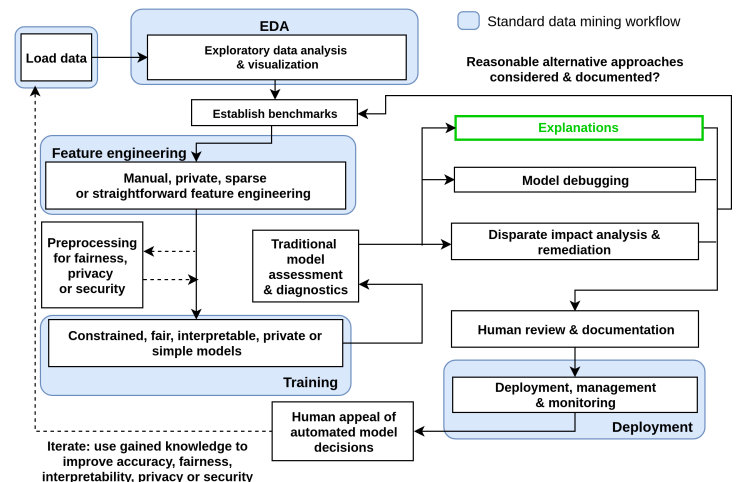 EDA
Standard data mining workflow
Load data
Exploratory data analysis
& visualization
Reasonable alternative approaches
considered & documented?
Establish benchmarks
Explanations
Feature engineering
Manual, private, sparse
or straightforward feature engineering
Model debugging
Preprocessing
for fairness,
privacy
or security
Traditional
model
assessment
& diagnostics
Disparate impact analysis &
remediation
Constrained, fair, interpretable, private or
simple models
Training
Human review & documentation
Deployment, management
& monitoring
Deployment
Human appeal of
automated model
decisions
Iterate: use gained knowledge to
improve accuracy, fairness,
interpretability, privacy or security